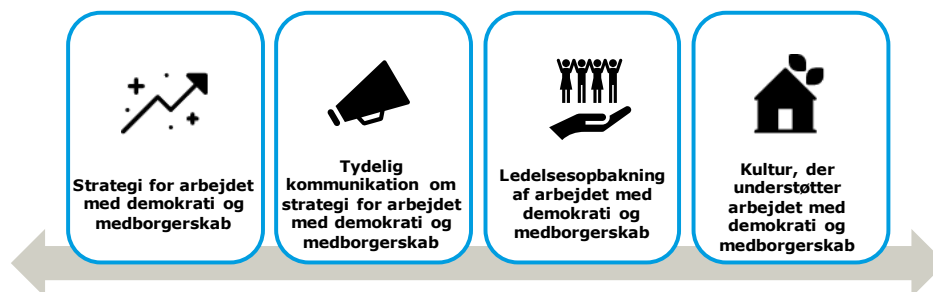 Strategi for arbejdet
med demokrati og
medborgerskab
Tydelig
kommunikation om
strategi for arbejdet
med demokrati og
medborgerskab
Ledelsesopbakning
af arbejdet med
demokrati og
medborgerskab
Kultur, der
understøtter
arbejdet med
demokrati og
medborgerskab